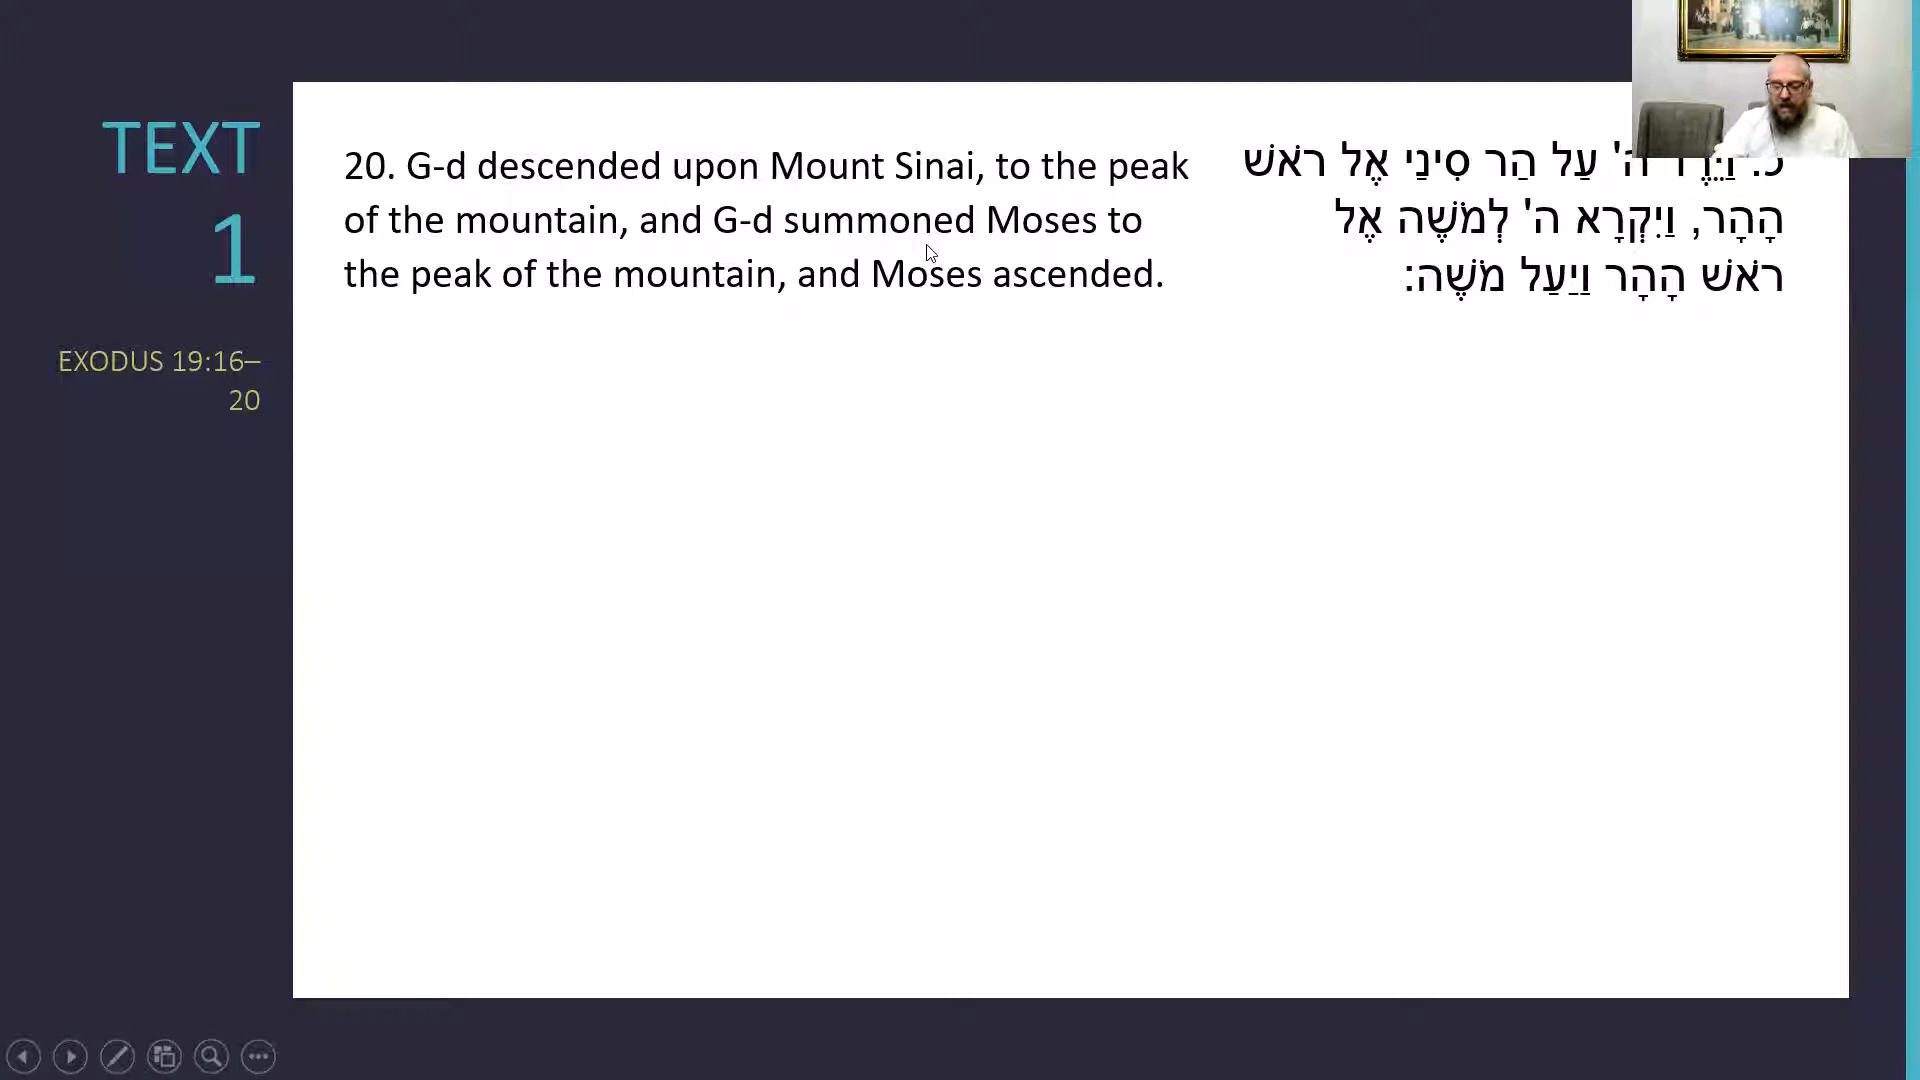 TEXT
1
EXODUS 19:16–
20
20. G-d descended upon Mount Sinai, to the peak
of the mountain, and G-d summoned Moses to
the peak of the mountain, and Moses ascended.
כ. וַיֵּרֶד ה' עַל הַר סִינַי אֶל רֹאשׁ
הָהָר, וַיִּקְרָא ה' לְמֹשֶׁה אֶל
רֹאשׁ הָהָר וַיַּעַל מֹשֶׁה: